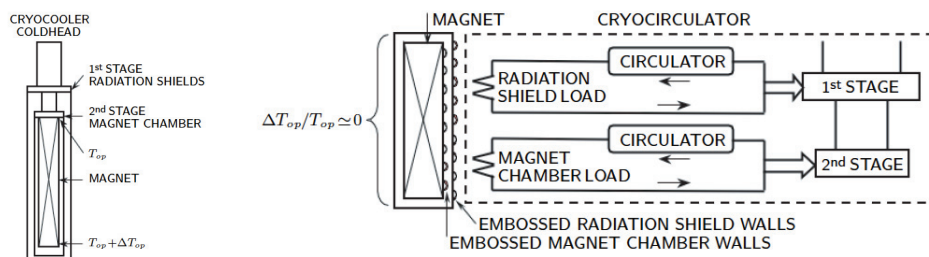 CRYOCOOLER
COLDHEAD
1st STAGE
RADIATION SHIELDS
2nd STAGE
MAGNET CHAMBER
Top
MAGNET
Top+ΔTop
MAGNET
ΔTop/Top≃0
CRYOCIRCULATOR
CIRCULATOR
RADIATION
SHIELD LOAD
1st STAGE
CIRCULATOR
MAGNET
CHAMBER LOAD
2nd STAGE
EMBOSSED RADIATION SHIELD WALLS
EMBOSSED MAGNET CHAMBER WALLS